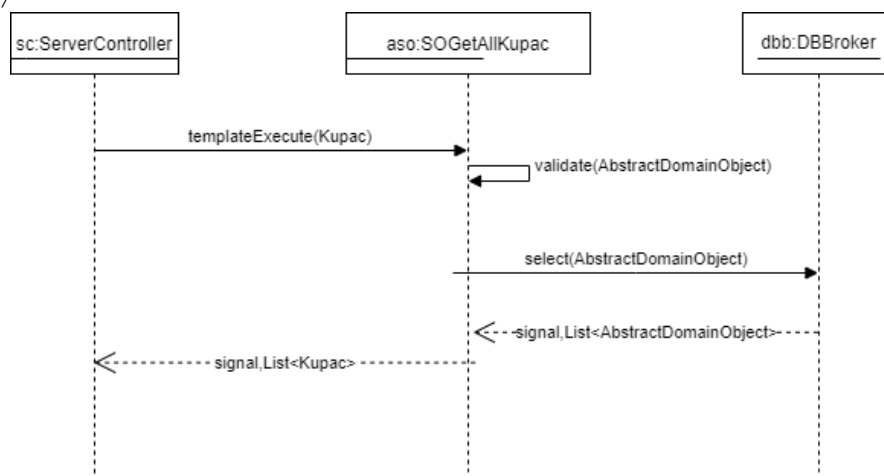 sc:ServerController
aso:SOGetAllKupac
dbb:DBBroker
templateExecute(Kupac)
validate(AbstractDomainObject)
select(AbstractDomainObject)
signal,List<AbstractDomainObject>
signal,List<Kupac>